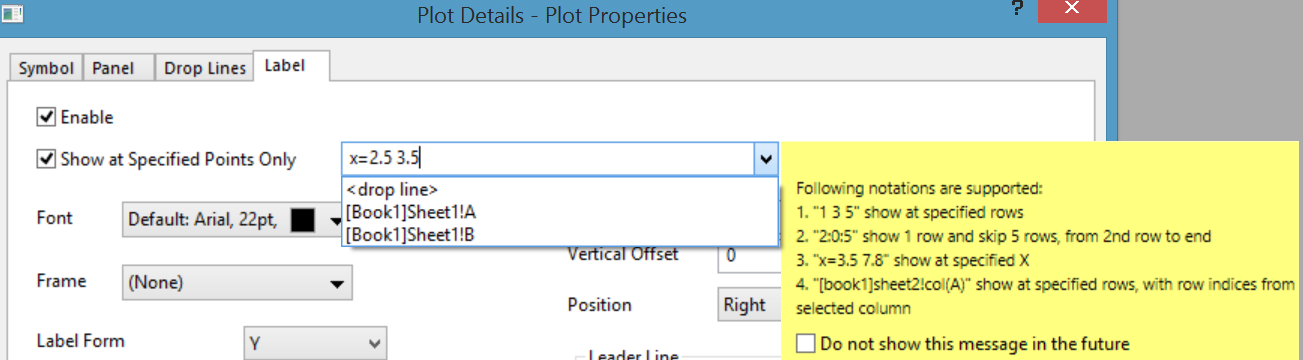 Plot Details - Plot Properties
?
Symbol Panel Drop Lines Label
Enable
Show at Specified Points Only x=2.5 3.5
<drop line>
[Book1]Sheet1!A
[Book1]Sheet1!B
Font Default: Arial, 22pt,
Vertical Offset 0
Frame (None)
Position Right
Label Form Y
Leader Line
Following notations are supported:
1. "1 3 5" show at specified rows
2. "2:0:5" show 1 row and skip 5 rows, from 2nd row to end
3. "x=3.5 7.8" show at specified X
4. "[book1]sheet2!col(A)" show at specified rows, with row indices from
selected column
Do not show this message in the future